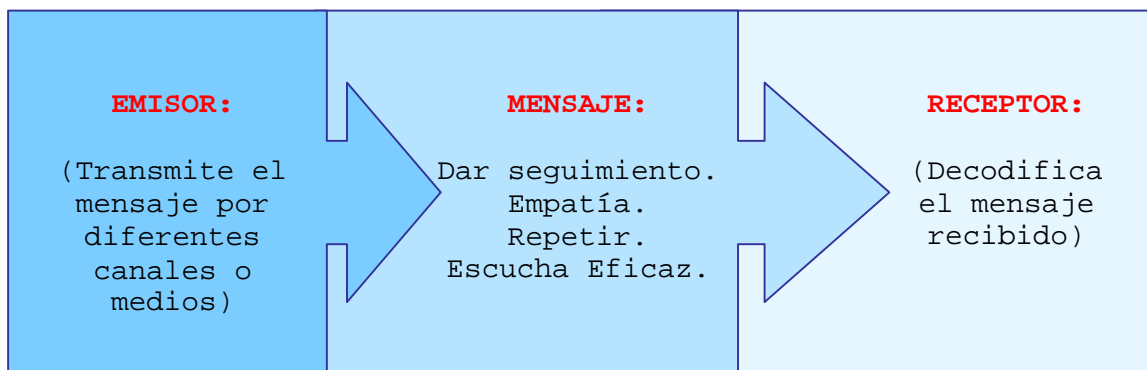 EMISOR:
(Transmite el
mensaje por
diferentes
canales o
medios)
MENSAJE:
Dar seguimiento.
Empatía.
Repetir.
Escucha Eficaz.
RECEPTOR:
(Decodifica
el mensaje
recibido)